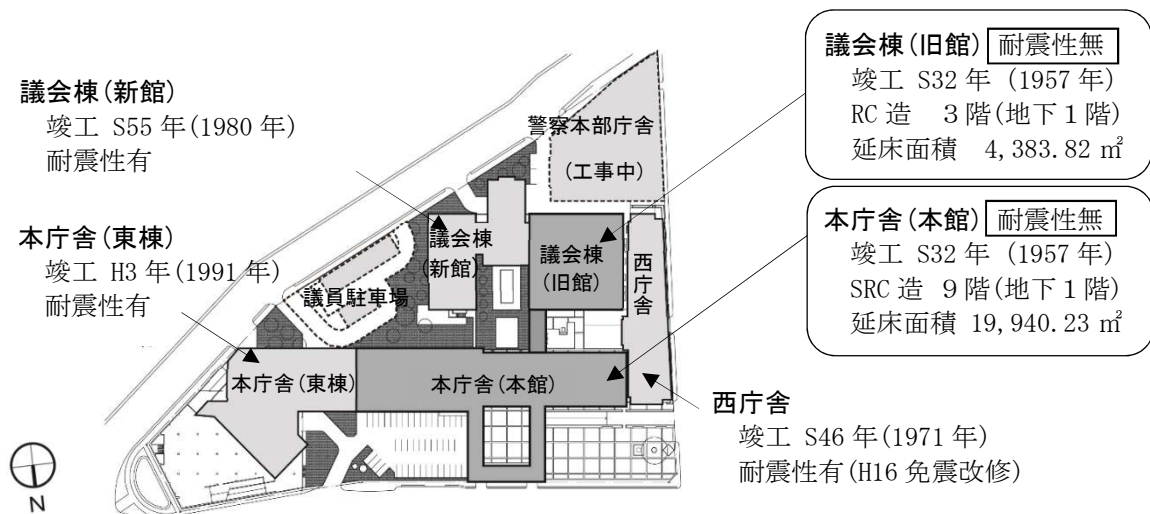 議会棟(新館)
竣工 S55 年(1980 年)
耐震性有
本庁舎(東棟)
竣工 H3 年(1991 年)
耐震性有
議会棟(旧館) 耐震性無
竣工 S32 年 (1957 年)
RC 造 3階(地下1階)
延床面積 4,383.82 ㎡
本庁舎(本館) 耐震性無
竣工 S32 年 (1957 年)
SRC 造 9階(地下1階)
延床面積 19,940.23 ㎡
西庁舎
竣工 S46 年(1971 年)
耐震性有(H16 免震改修)
警察本部庁舎
(工事中)
議会棟
(新館)
議会棟
(旧館)
西庁舎
議員駐車場
本庁舎(東棟)
本庁舎(本館)
N